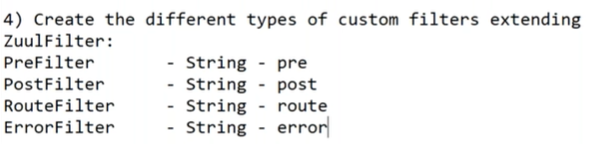 4) Create the different types of custom filters extending
ZuulFilter:
PreFilter - String - pre
PostFilter - String - post
RouteFilter - String - route
ErrorFilter - String - error